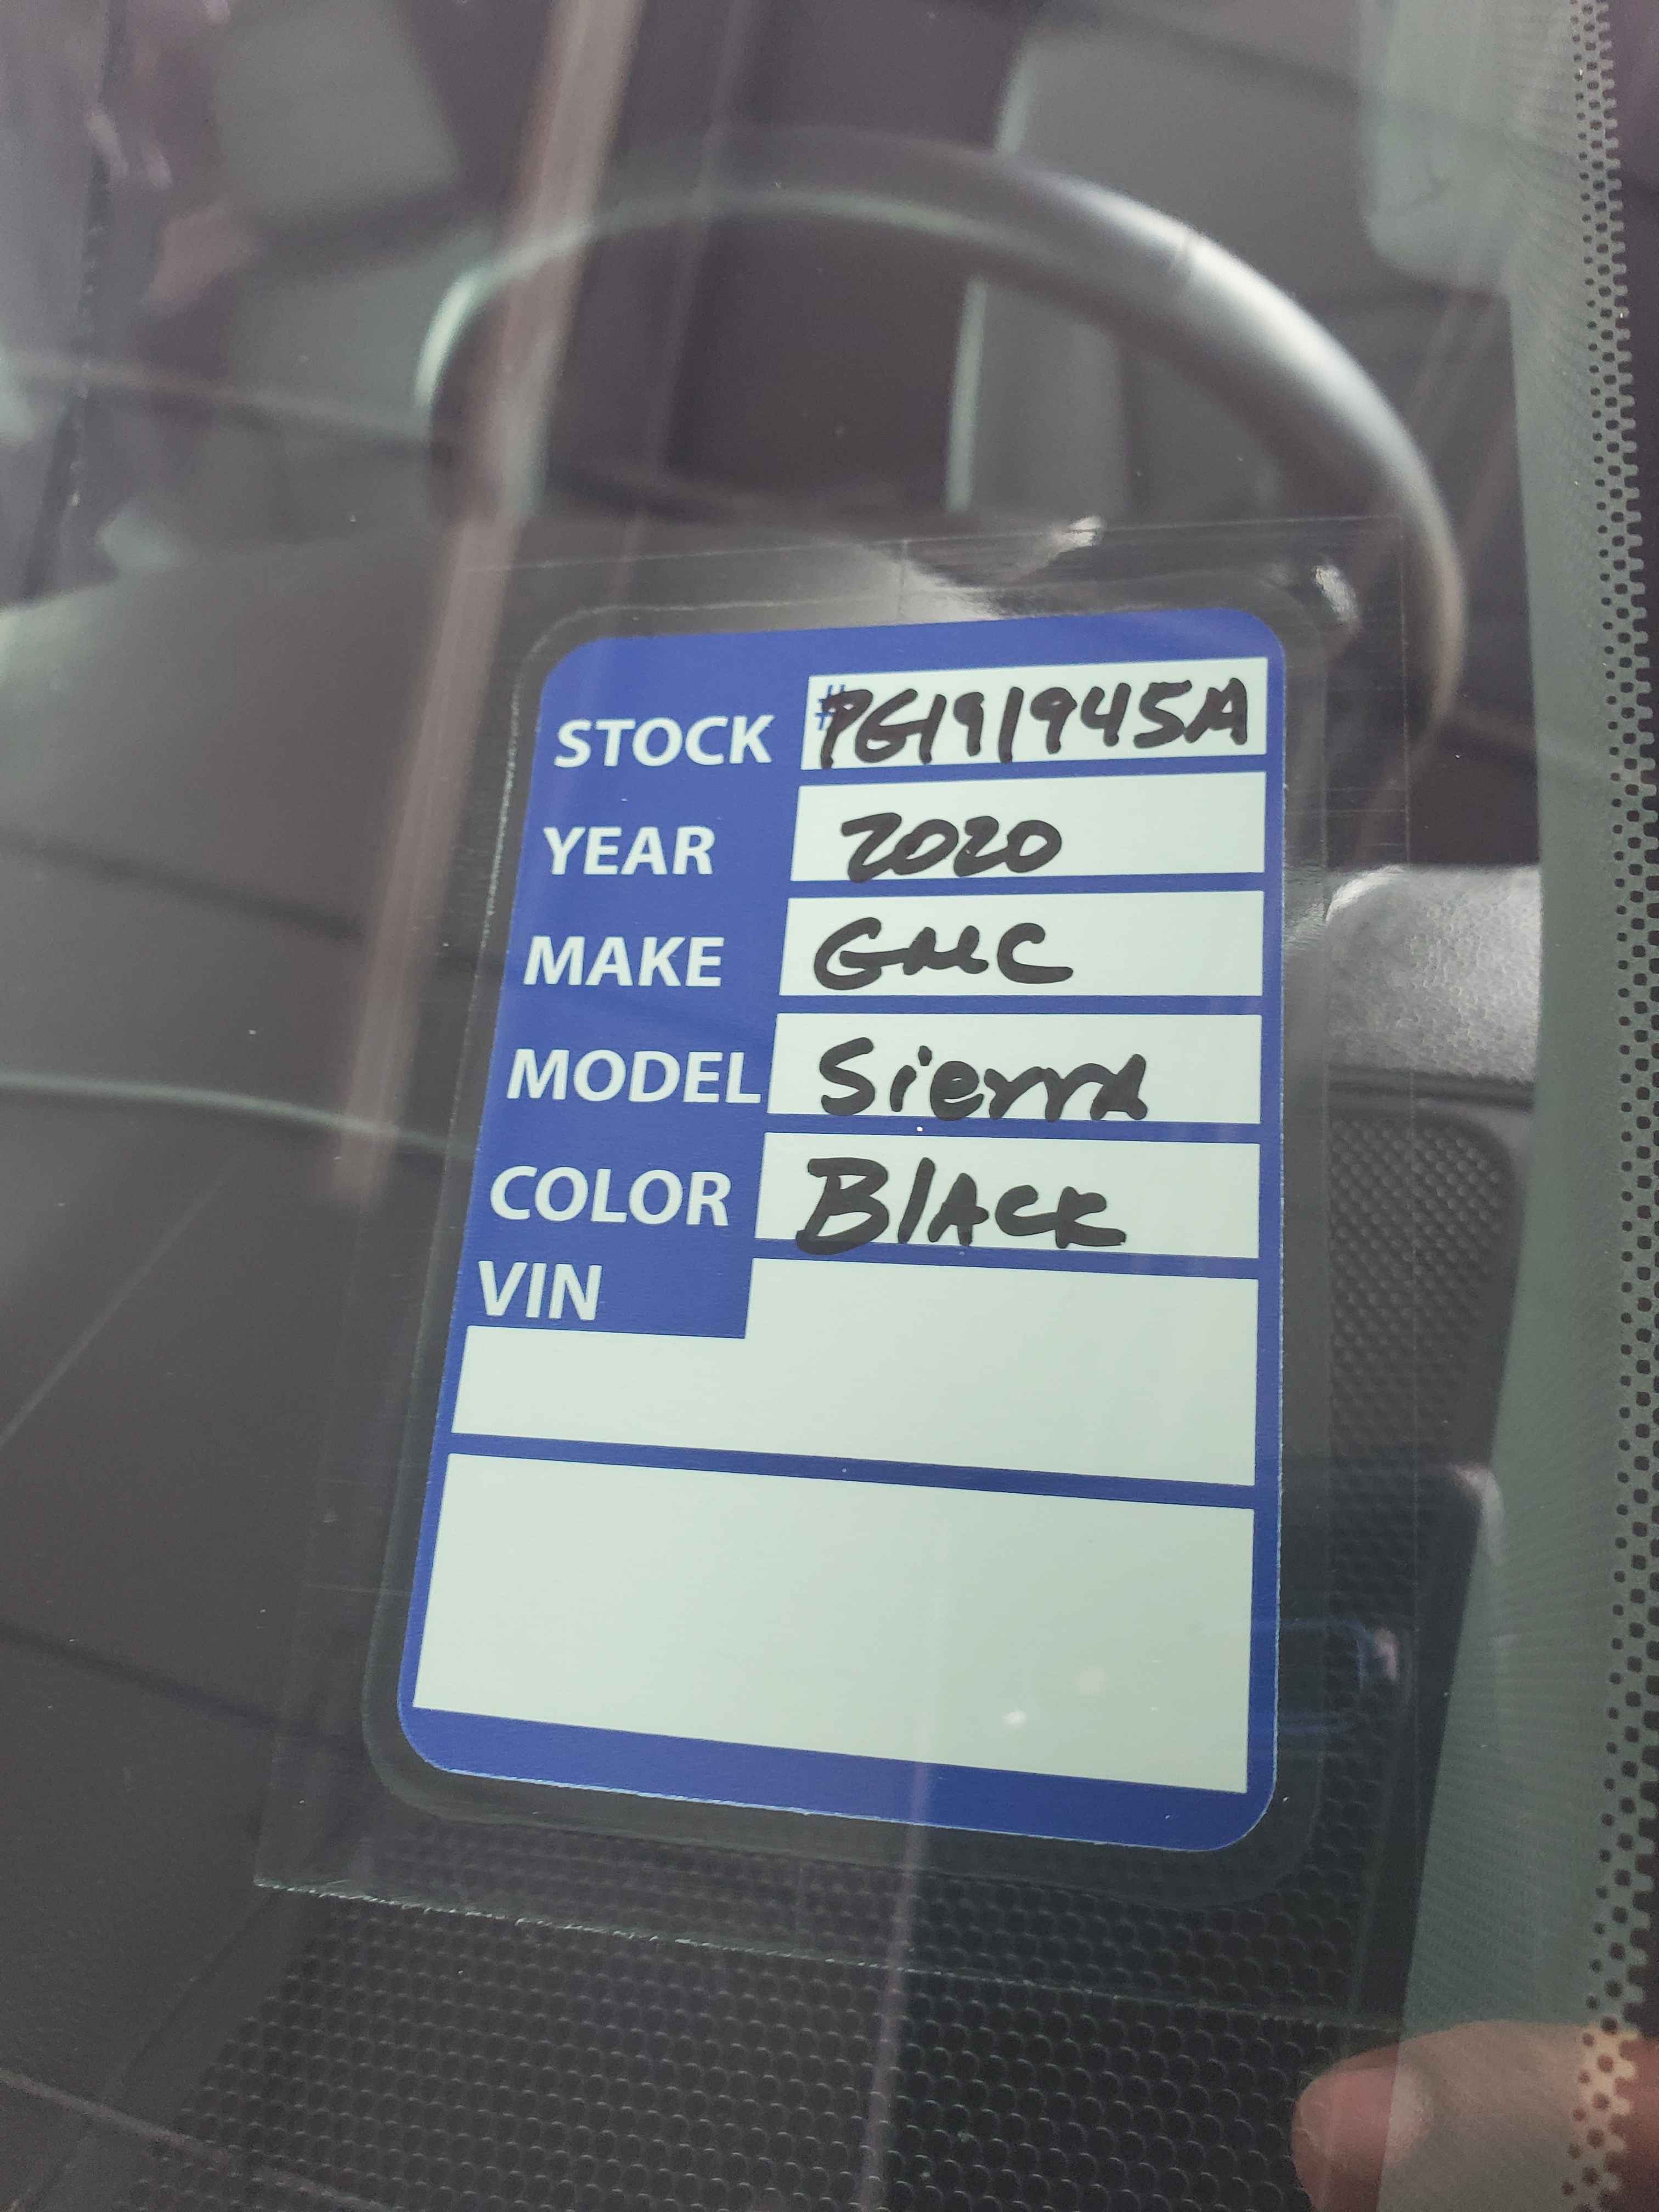 STOCK #PG191945A
YEAR 2020
MAKE GMC
MODEL Sierra
COLOR BLACK
VIN